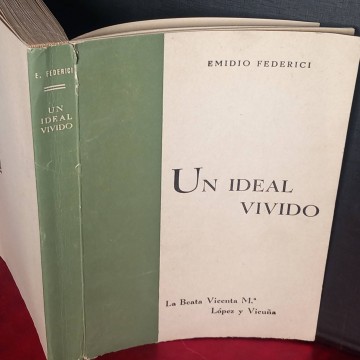 E. FEDERICI
UN
IDEAL
VIVIDO
EMIDIO FEDERICI
UN IDEAL
VIVIDO
La Beata Vicenta M.ª
López y Vicuña